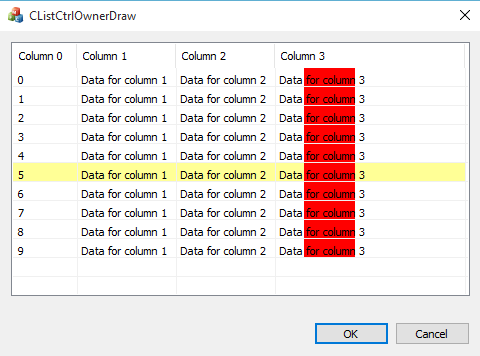 CListCtrlOwnerDraw
Column 0 Column 1 Column 2 Column 3
0 Data for column 1 Data for column 2 Data for column 3
1 Data for column 1 Data for column 2 Data for column 3
2 Data for column 1 Data for column 2 Data for column 3
3 Data for column 1 Data for column 2 Data for column 3
4 Data for column 1 Data for column 2 Data for column 3
5 Data for column 1 Data for column 2 Data for column 3
6 Data for column 1 Data for column 2 Data for column 3
7 Data for column 1 Data for column 2 Data for column 3
8 Data for column 1 Data for column 2 Data for column 3
9 Data for column 1 Data for column 2 Data for column 3
OK Cancel